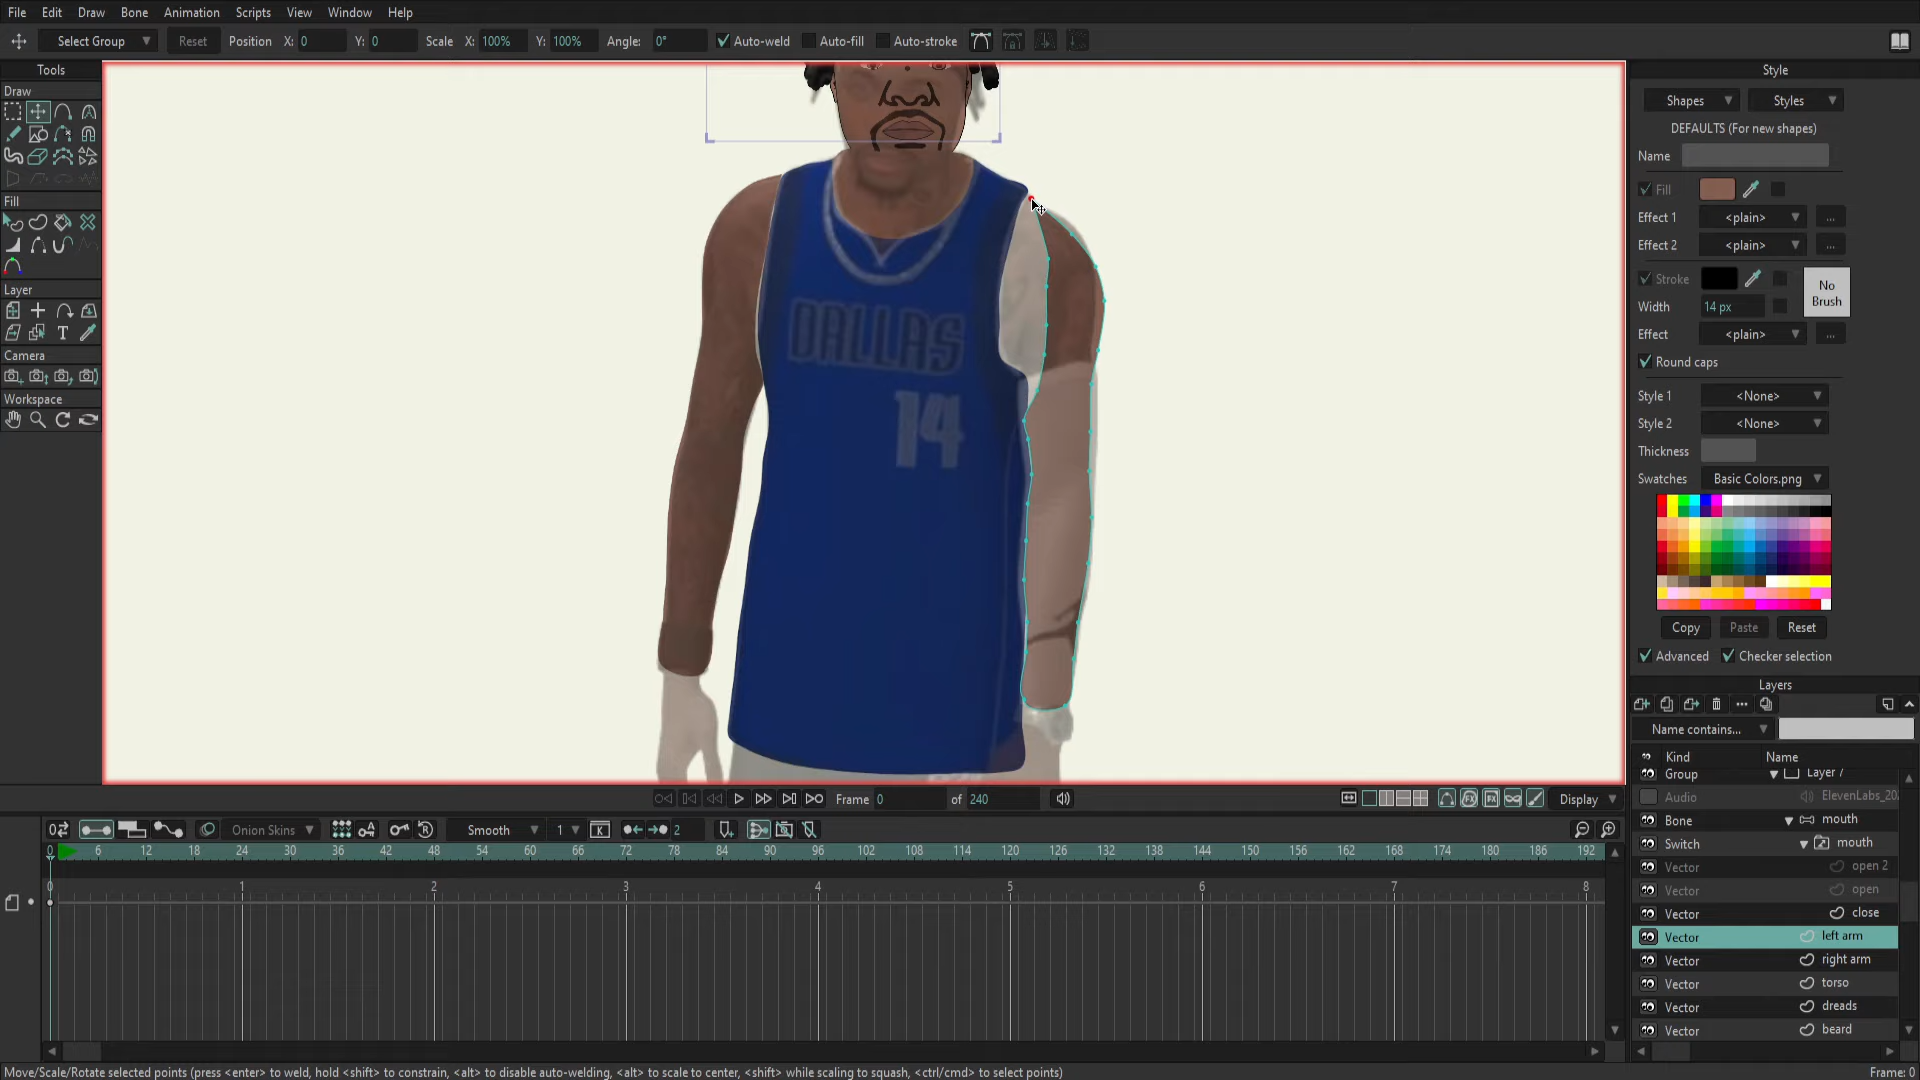 File Edit Draw Bone Animation Scripts View Window Help
Select Group Reset Position X: 0 Y: 0 Scale X: 100% Y: 100% Angle: 0° Auto-weld Auto-fill Auto-stroke
Tools
Draw
Fill
Layer
Camera
Workspace
DALLAS
14
Style
Shapes Styles
DEFAULTS (For new shapes)
Name
Fill
Effect 1 <plain> ...
Effect 2 <plain> ...
Stroke
No Brush
Width 14 px
Effect <plain> ...
Round caps
Style 1 <None>
Style 2 <None>
Thickness
Swatches Basic Colors.png
Copy Paste Reset
Advanced Checker selection
Layers
Name contains...
Kind Name
Group Layer 7
Audio ElevenLabs_20
Bone mouth
Switch mouth
Vector open 2
Vector open
Vector close
Vector left arm
Vector right arm
Vector torso
Vector dreads
Vector beard
Frame 0 of 240 Display
Onion Skins Smooth 1 2
0 6 12 18 24 30 36 42 48 54 60 66 72 78 84 90 96 102 108 114 120 126 132 138 144 150 156 162 168 174 180 186 192
0 1 2 3 4 5 6 7 8
Move/Scale/Rotate selected points (press <enter> to weld, hold <shift> to constrain, <alt> to disable auto-welding, <alt> to scale to center, <shift> while scaling to squash, <ctrl/cmd> to select points) Frame: 0